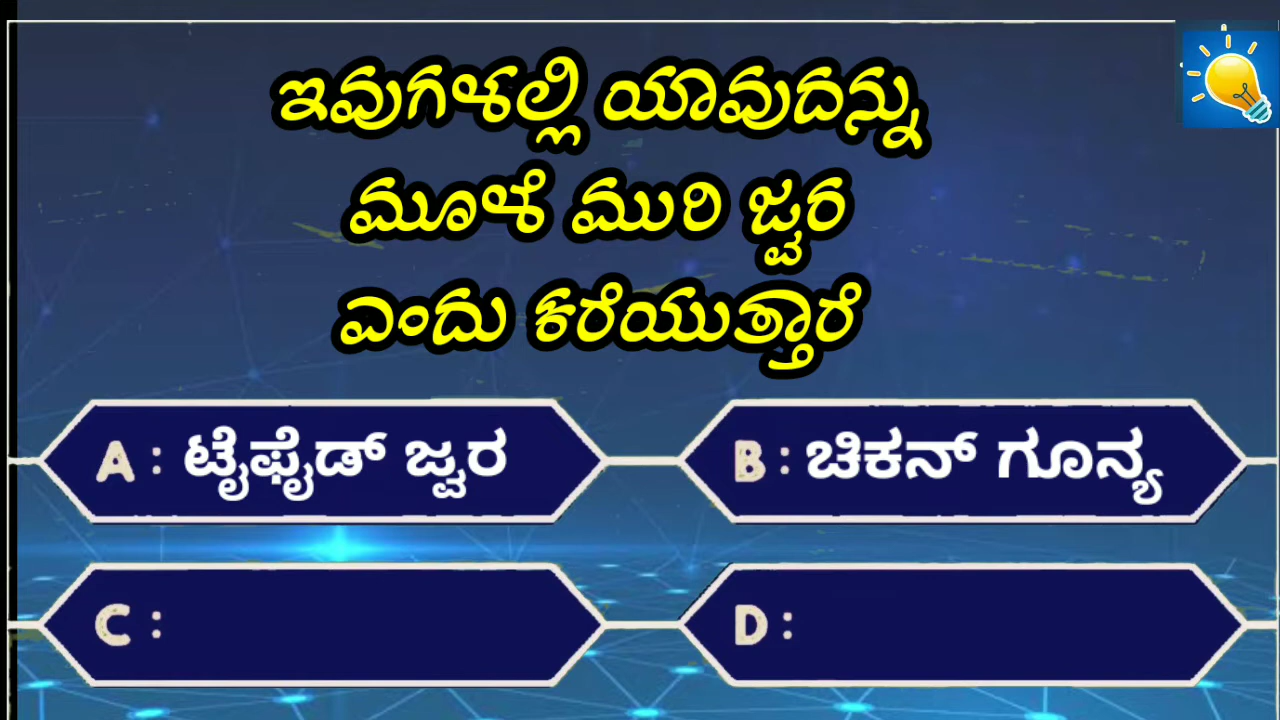 ಇವುಗಳಲ್ಲಿ ಯಾವುದನ್ನು
ಮೂಳೆ ಮುರಿ ಜ್ವರ
ಎಂದು ಕರೆಯುತ್ತಾರೆ
A : ಟೈಫೈಡ್ ಜ್ವರ
B : ಚಿಕನ್ ಗೂನ್ಯ
C :
D :